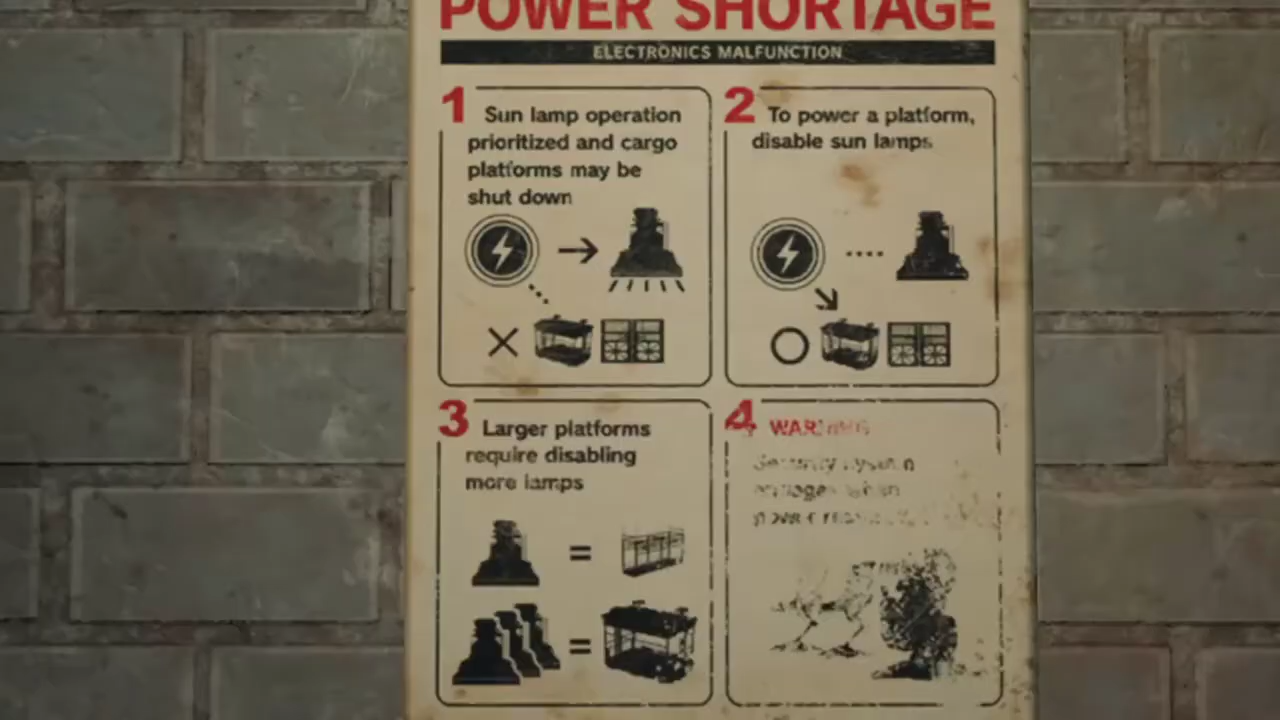 POWER SHORTAGE
ELECTRONICS MALFUNCTION
1 Sun lamp operation
prioritized and cargo
platforms may be
shut down
2 To power a platform,
disable sun lamps
3 Larger platforms
require disabling
more lamps
4 WARNING